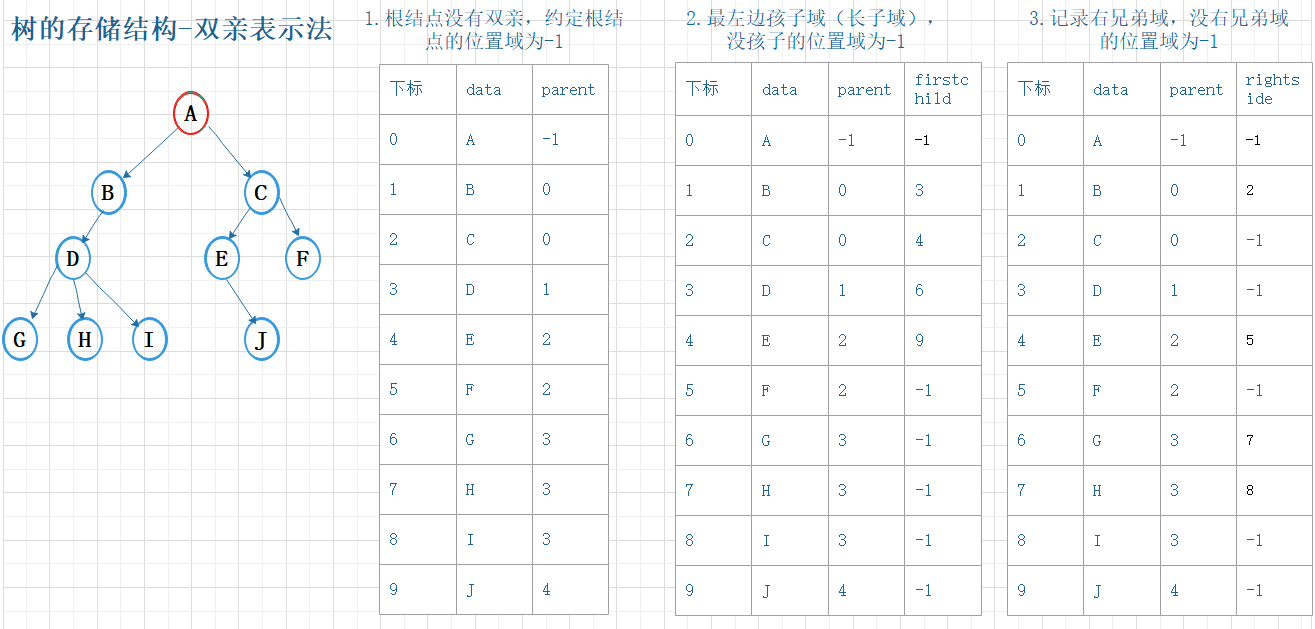 树的存储结构-双亲表示法
A
B
C
D
E
F
G
H
I
J
1.根结点没有双亲，约定根结
点的位置域为-1
下标 data parent
0 A -1
1 B 0
2 C 0
3 D 1
4 E 2
5 F 2
6 G 3
7 H 3
8 I 3
9 J 4
2.最左边孩子域（长子域），
没孩子的位置域为-1
下标 data parent firstc
hild
0 A -1 -1
1 B 0 3
2 C 0 4
3 D 1 6
4 E 2 9
5 F 2 -1
6 G 3 -1
7 H 3 -1
8 I 3 -1
9 J 4 -1
3.记录右兄弟域，没右兄弟域
的位置域为-1
下标 data parent rights
ide
0 A -1 -1
1 B 0 2
2 C 0 -1
3 D 1 -1
4 E 2 5
5 F 2 -1
6 G 3 7
7 H 3 8
8 I 3 -1
9 J 4 -1